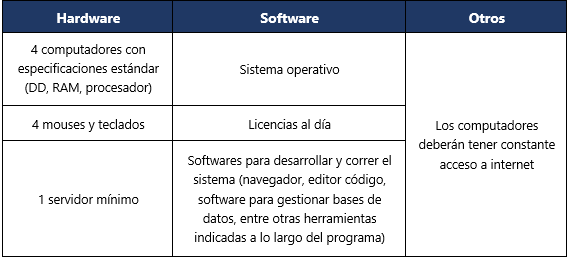 Hardware
Software
Otros
4 computadores con
especificaciones estándar
(DD, RAM, procesador)
Sistema operativo
4 mouses y teclados
Licencias al día
1 servidor mínimo
Softwares para desarrollar y correr el
sistema (navegador, editor código,
software para gestionar bases de
datos, entre otras herramientas
indicadas a lo largo del programa)
Los computadores
deberán tener constante
acceso a internet